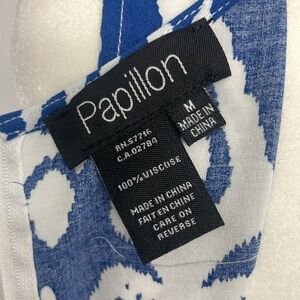 Papillon
M
MADE IN
CHINA
RN.57716
C.A.02784
100% VISCOSE
MADE IN CHINA
FAIT EN CHINE
CARE ON
REVERSE